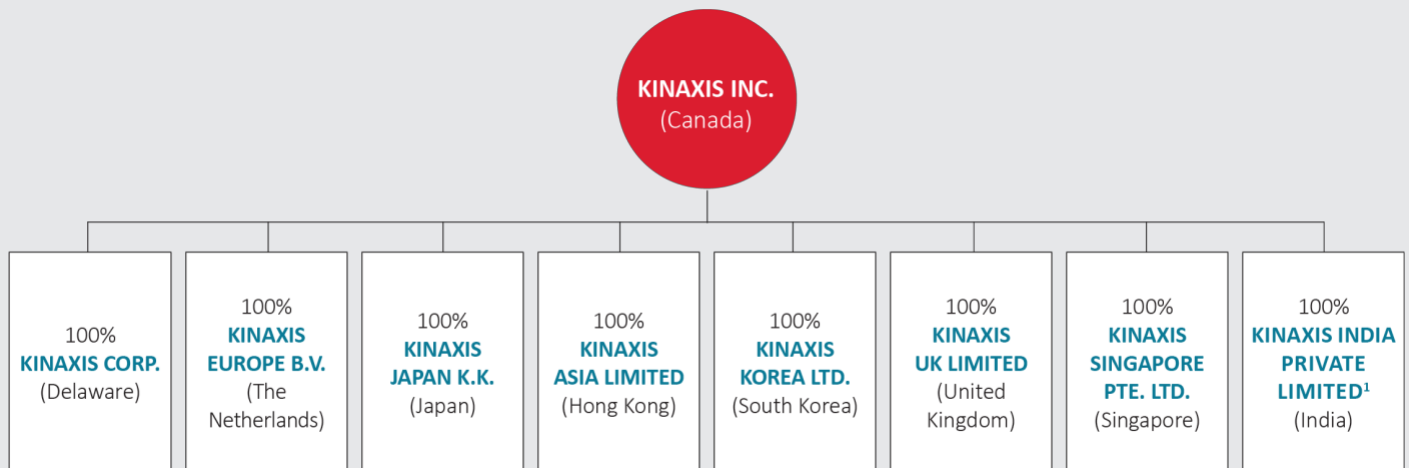 KINAXIS INC.
(Canada)
100%
KINAXIS CORP.
(Delaware)
100%
KINAXIS
EUROPE B.V.
(The
Netherlands)
100%
KINAXIS
JAPAN K.K.
(Japan)
100%
KINAXIS
ASIA LIMITED
(Hong Kong)
100%
KINAXIS
KOREA LTD.
(South Korea)
100%
KINAXIS
UK LIMITED
(United
Kingdom)
100%
KINAXIS
SINGAPORE
PTE. LTD.
(Singapore)
100%
KINAXIS INDIA
PRIVATE
LIMITED¹
(India)